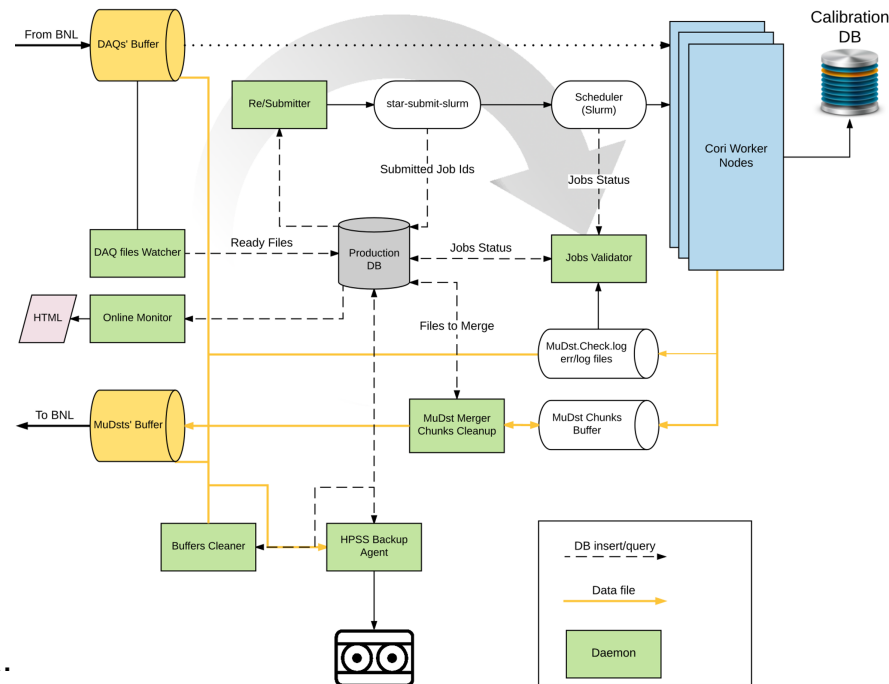 Calibration
DB
From BNL
DAQs' Buffer
Re/Submitter
star-submit-slurm
Scheduler
(Slurm)
Cori Worker
Nodes
Submitted Job Ids
Jobs Status
DAQ files Watcher
Ready Files
Production
DB
Jobs Status
Jobs Validator
HTML
Online Monitor
Files to Merge
MuDst.Check.log
err/log files
To BNL
MuDsts' Buffer
MuDst Merger
Chunks Cleanup
MuDst Chunks
Buffer
Buffers Cleaner
HPSS Backup
Agent
DB insert/query
Data file
Daemon